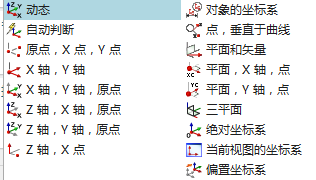 动态
自动判断
原点，X 点，Y 点
X 轴，Y 轴
X 轴，Y 轴，原点
Z 轴，X 轴，原点
Z 轴，Y 轴，原点
Z 轴，X 点
对象的坐标系
点，垂直于曲线
平面和矢量
平面，X 轴，点
平面，Y 轴，点
三平面
绝对坐标系
当前视图的坐标系
偏置坐标系